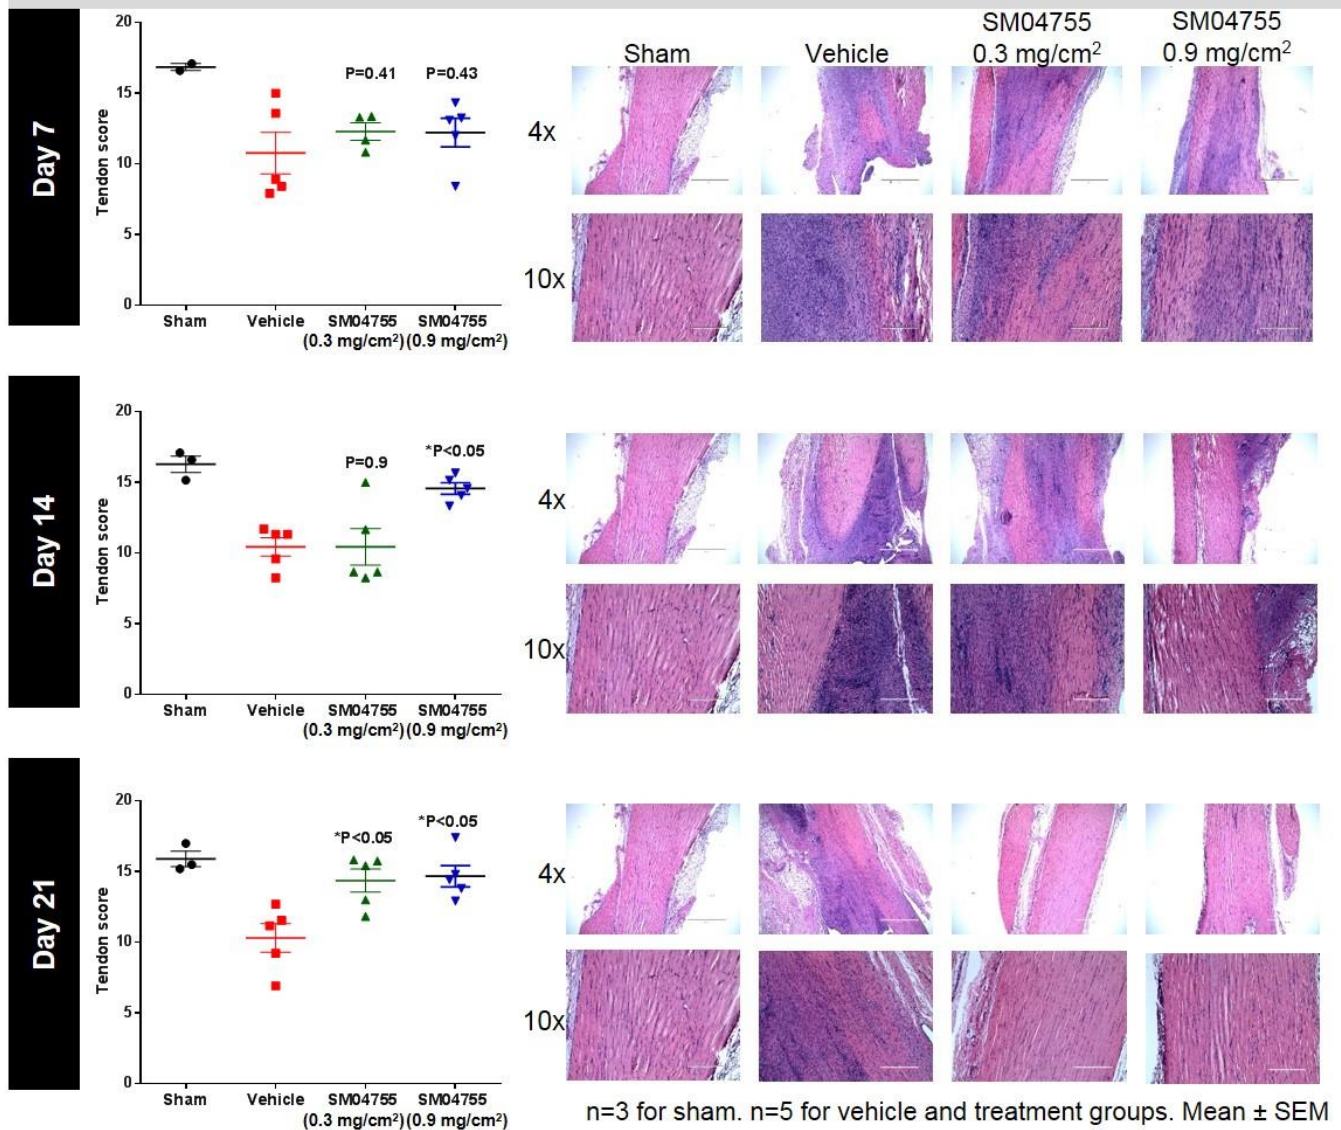 SM04755 SM04755
Sham Vehicle 0.3 mg/cm² 0.9 mg/cm²
Day 7
Tendon score
20
15
10
5
0
P=0.41 P=0.43
Sham Vehicle SM04755 SM04755
(0.3 mg/cm²) (0.9 mg/cm²)
4x
10x
Day 14
Tendon score
20
15
10
5
0
P=0.9 *P<0.05
Sham Vehicle SM04755 SM04755
(0.3 mg/cm²) (0.9 mg/cm²)
4x
10x
Day 21
Tendon score
20
15
10
5
0
*P<0.05 *P<0.05
Sham Vehicle SM04755 SM04755
(0.3 mg/cm²) (0.9 mg/cm²)
4x
10x
n=3 for sham. n=5 for vehicle and treatment groups. Mean ± SEM